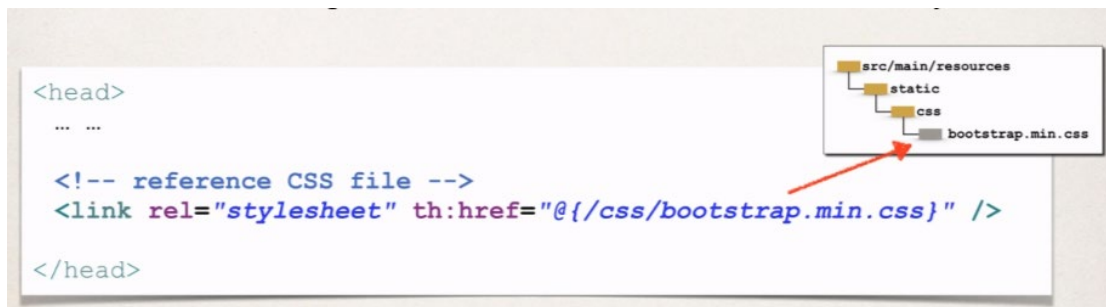 <head>
... ...
<!-- reference CSS file -->
<link rel="stylesheet" th:href="@{/css/bootstrap.min.css}" />
</head>
src/main/resources
static
css
bootstrap.min.css